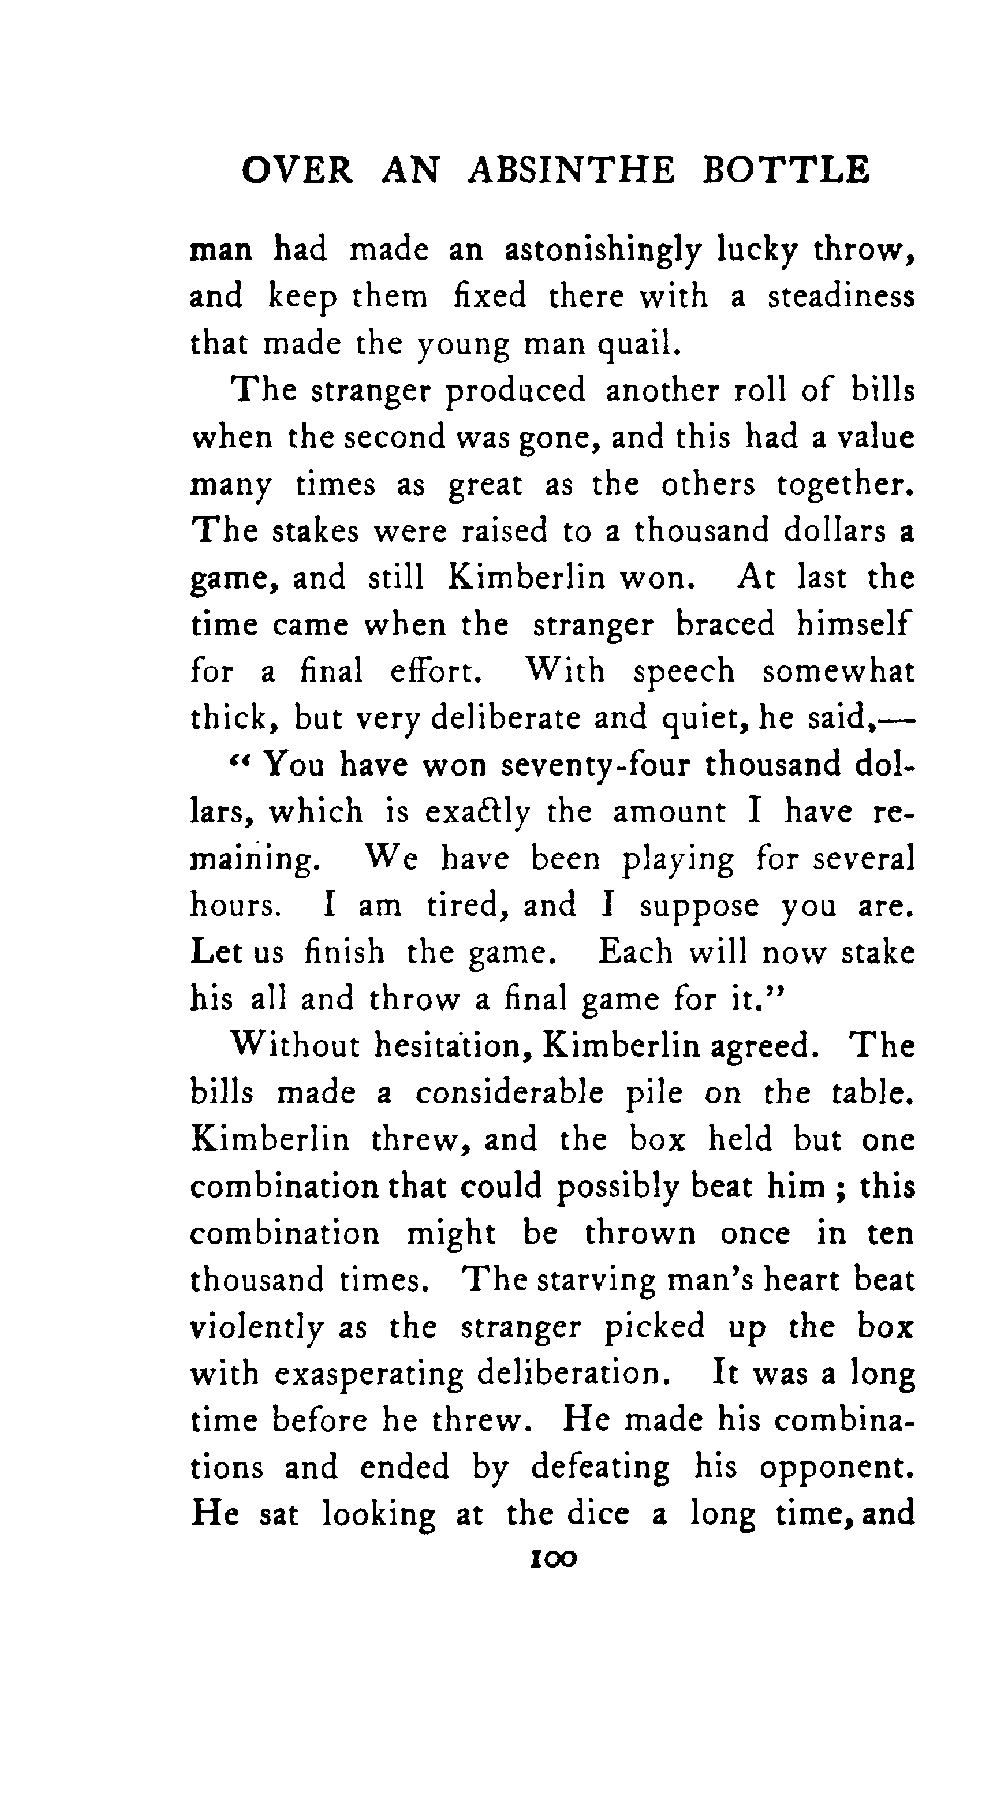 OVER AN ABSINTHE BOTTLE
man had made an astonishingly lucky throw,
and keep them fixed there with a steadiness
that made the young man quail.
The stranger produced another roll of bills
when the second was gone, and this had a value
many times as great as the others together.
The stakes were raised to a thousand dollars a
game, and still Kimberlin won. At last the
time came when the stranger braced himself
for a final effort. With speech somewhat
thick, but very deliberate and quiet, he said,—
“ You have won seventy-four thousand dol-
lars, which is exactly the amount I have re-
maining. We have been playing for several
hours. I am tired, and I suppose you are.
Let us finish the game. Each will now stake
his all and throw a final game for it.”
Without hesitation, Kimberlin agreed. The
bills made a considerable pile on the table.
Kimberlin threw, and the box held but one
combination that could possibly beat him ; this
combination might be thrown once in ten
thousand times. The starving man’s heart beat
violently as the stranger picked up the box
with exasperating deliberation. It was a long
time before he threw. He made his combina-
tions and ended by defeating his opponent.
He sat looking at the dice a long time, and
100